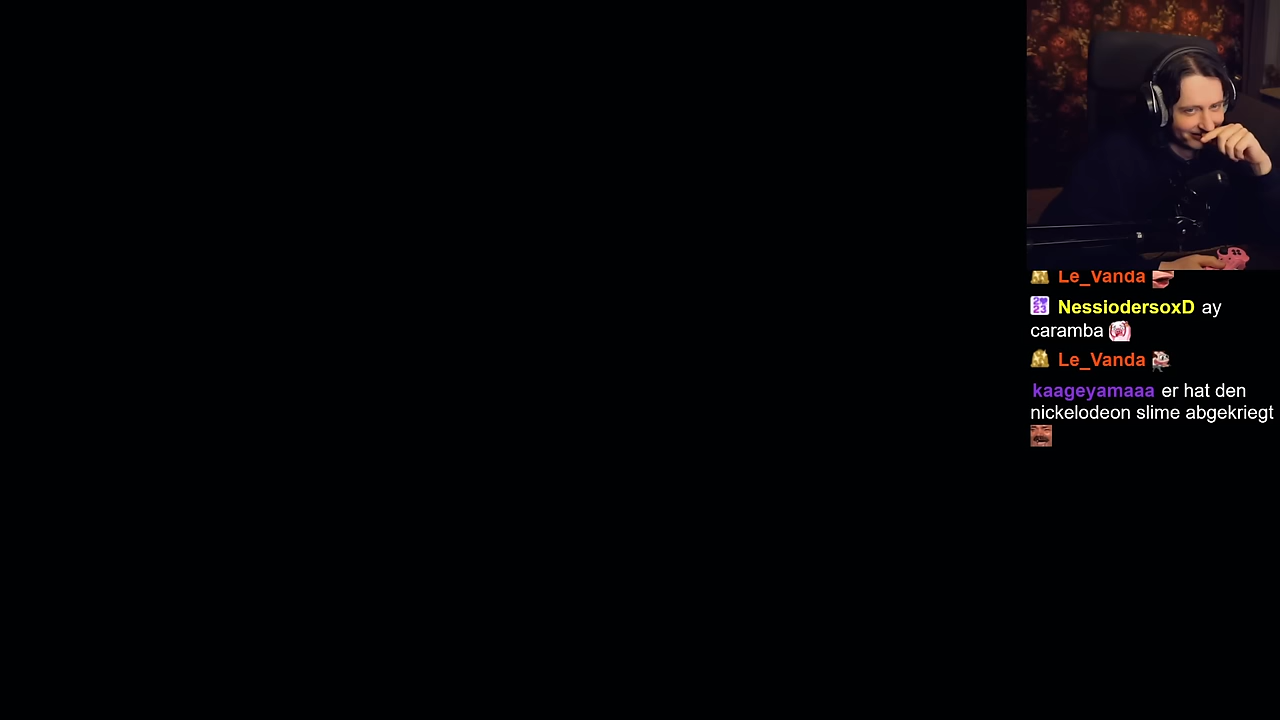 Le_Vanda
NessiodersoxD ay
caramba
Le_Vanda
kaageyamaaa er hat den
nickelodeon slime abgekriegt